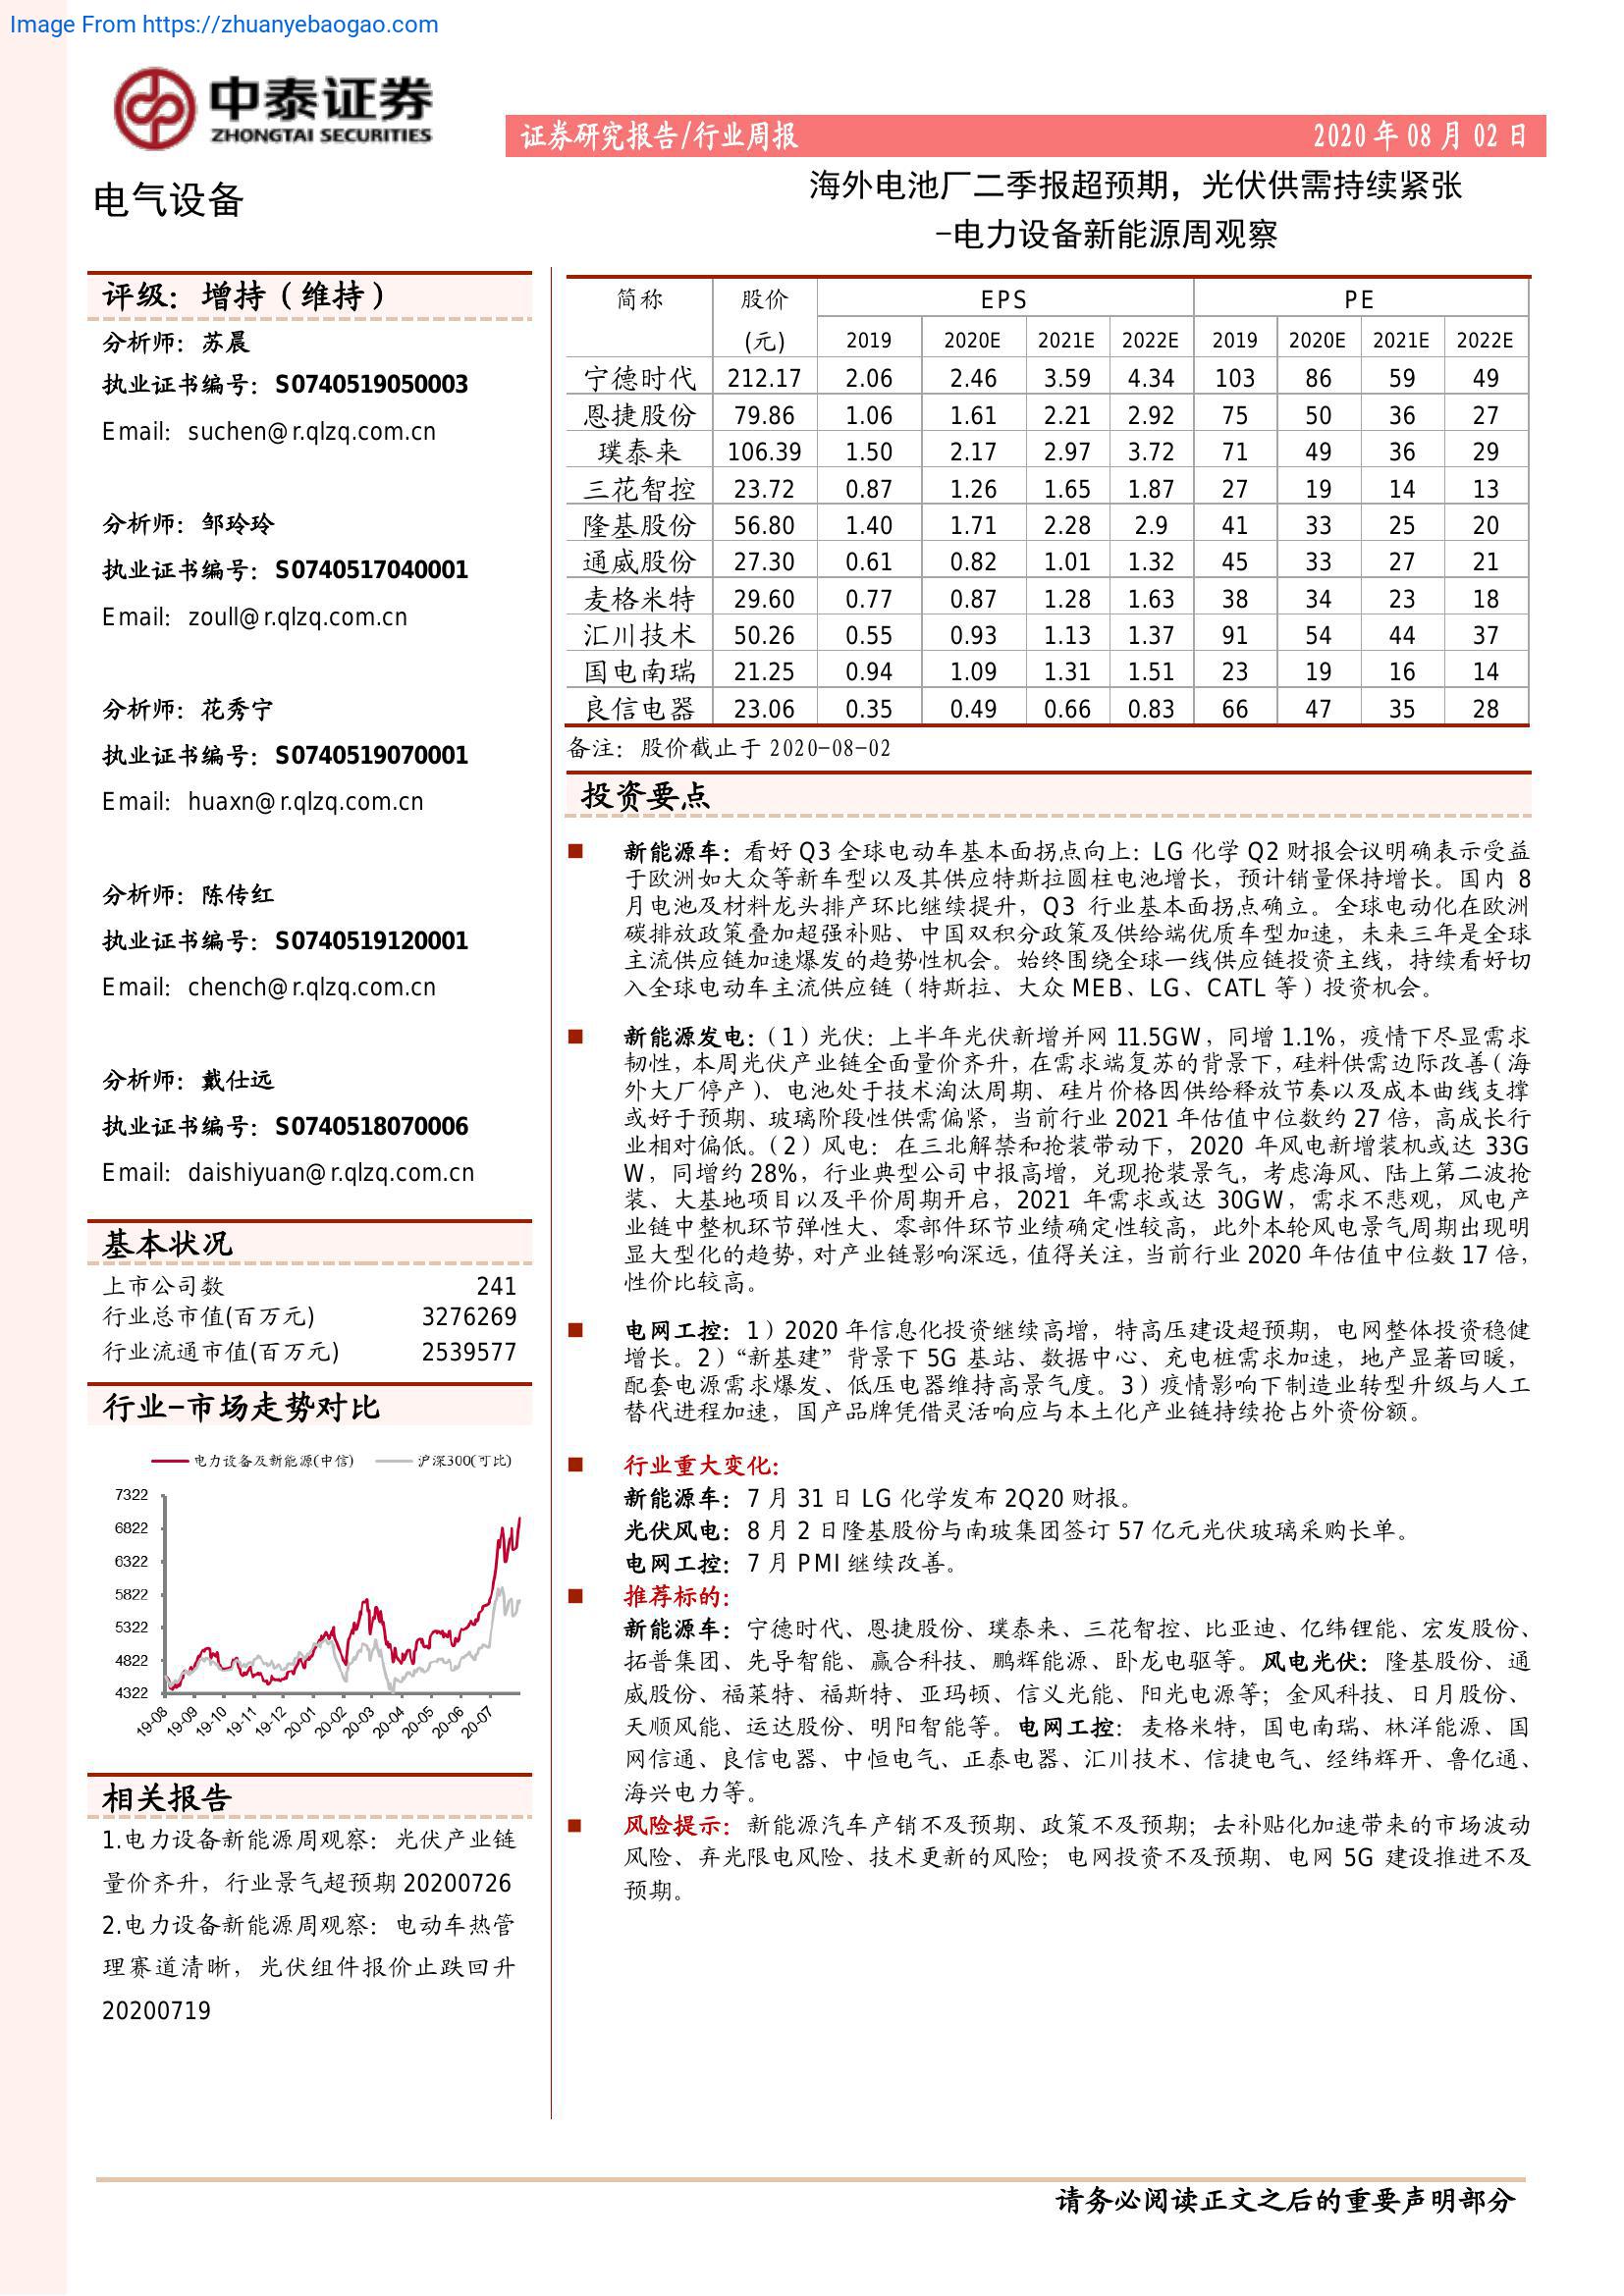 Image From https://zhuanyebaogao.com
中泰证券
ZHONGTAI SECURITIES
证券研究报告/行业周报 2020 年 08 月 02 日
电气设备
海外电池厂二季报超预期，光伏供需持续紧张
-电力设备新能源周观察
评级：增持（维持）
分析师：苏晨
执业证书编号：S0740519050003
Email：suchen@r.qlzq.com.cn
分析师：邹玲玲
执业证书编号：S0740517040001
Email：zoull@r.qlzq.com.cn
分析师：花秀宁
执业证书编号：S0740519070001
Email：huaxn@r.qlzq.com.cn
分析师：陈传红
执业证书编号：S0740519120001
Email：chench@r.qlzq.com.cn
分析师：戴仕远
执业证书编号：S0740518070006
Email：daishiyuan@r.qlzq.com.cn
基本状况
上市公司数 241
行业总市值(百万元) 3276269
行业流通市值(百万元) 2539577
行业-市场走势对比
电力设备及新能源(中信) 沪深300(可比)
7322
6822
6322
5822
5322
4822
4322
19-08 19-09 19-10 19-11 19-12 20-01 20-02 20-03 20-04 20-05 20-06 20-07
相关报告
1.电力设备新能源周观察：光伏产业链
量价齐升，行业景气超预期 20200726
2.电力设备新能源周观察：电动车热管
理赛道清晰，光伏组件报价止跌回升
20200719
简称 股价 EPS PE
(元) 2019 2020E 2021E 2022E 2019 2020E 2021E 2022E
宁德时代 212.17 2.06 2.46 3.59 4.34 103 86 59 49
恩捷股份 79.86 1.06 1.61 2.21 2.92 75 50 36 27
璞泰来 106.39 1.50 2.17 2.97 3.72 71 49 36 29
三花智控 23.72 0.87 1.26 1.65 1.87 27 19 14 13
隆基股份 56.80 1.40 1.71 2.28 2.9 41 33 25 20
通威股份 27.30 0.61 0.82 1.01 1.32 45 33 27 21
麦格米特 29.60 0.77 0.87 1.28 1.63 38 34 23 18
汇川技术 50.26 0.55 0.93 1.13 1.37 91 54 44 37
国电南瑞 21.25 0.94 1.09 1.31 1.51 23 19 16 14
良信电器 23.06 0.35 0.49 0.66 0.83 66 47 35 28
备注：股价截止于 2020-08-02
投资要点
新能源车：看好 Q3 全球电动车基本面拐点向上：LG 化学 Q2 财报会议明确表示受益
于欧洲如大众等新车型以及其供应特斯拉圆柱电池增长，预计销量保持增长。国内 8
月电池及材料龙头排产环比继续提升，Q3 行业基本面拐点确立。全球电动化在欧洲
碳排放政策叠加超强补贴、中国双积分政策及供给端优质车型加速，未来三年是全球
主流供应链加速爆发的趋势性机会。始终围绕全球一线供应链投资主线，持续看好切
入全球电动车主流供应链（特斯拉、大众 MEB、LG、CATL 等）投资机会。
新能源发电：（1）光伏：上半年光伏新增并网 11.5GW，同增 1.1%，疫情下尽显需求
韧性，本周光伏产业链全面量价齐升，在需求端复苏的背景下，硅料供需边际改善（海
外大厂停产）、电池处于技术淘汰周期、硅片价格因供给释放节奏以及成本曲线支撑
或好于预期、玻璃阶段性供需偏紧，当前行业 2021 年估值中位数约 27 倍，高成长行
业相对偏低。（2）风电：在三北解禁和抢装带动下，2020 年风电新增装机或达 33G
W，同增约 28%，行业典型公司中报高增，兑现抢装景气，考虑海风、陆上第二波抢
装、大基地项目以及平价周期开启，2021 年需求或达 30GW，需求不悲观，风电产
业链中整机环节弹性大、零部件环节业绩确定性较高，此外本轮风电景气周期出现明
显大型化的趋势，对产业链影响深远，值得关注，当前行业 2020 年估值中位数 17 倍，
性价比较高。
电网工控：1）2020 年信息化投资继续高增，特高压建设超预期，电网整体投资稳健
增长。2）“新基建”背景下 5G 基站、数据中心、充电桩需求加速，地产显著回暖，
配套电源需求爆发、低压电器维持高景气度。3）疫情影响下制造业转型升级与人工
替代进程加速，国产品牌凭借灵活响应与本土化产业链持续抢占外资份额。
行业重大变化：
新能源车：7 月 31 日 LG 化学发布 2Q20 财报。
光伏风电：8 月 2 日隆基股份与南玻集团签订 57 亿元光伏玻璃采购长单。
电网工控：7 月 PMI 继续改善。
推荐标的：
新能源车：宁德时代、恩捷股份、璞泰来、三花智控、比亚迪、亿纬锂能、宏发股份、
拓普集团、先导智能、赢合科技、鹏辉能源、卧龙电驱等。风电光伏：隆基股份、通
威股份、福莱特、福斯特、亚玛顿、信义光能、阳光电源等；金风科技、日月股份、
天顺风能、运达股份、明阳智能等。电网工控：麦格米特，国电南瑞、林洋能源、国
网信通、良信电器、中恒电气、正泰电器、汇川技术、信捷电气、经纬辉开、鲁亿通、
海兴电力等。
风险提示：新能源汽车产销不及预期、政策不及预期；去补贴化加速带来的市场波动
风险、弃光限电风险、技术更新的风险；电网投资不及预期、电网 5G 建设推进不及
预期。
请务必阅读正文之后的重要声明部分